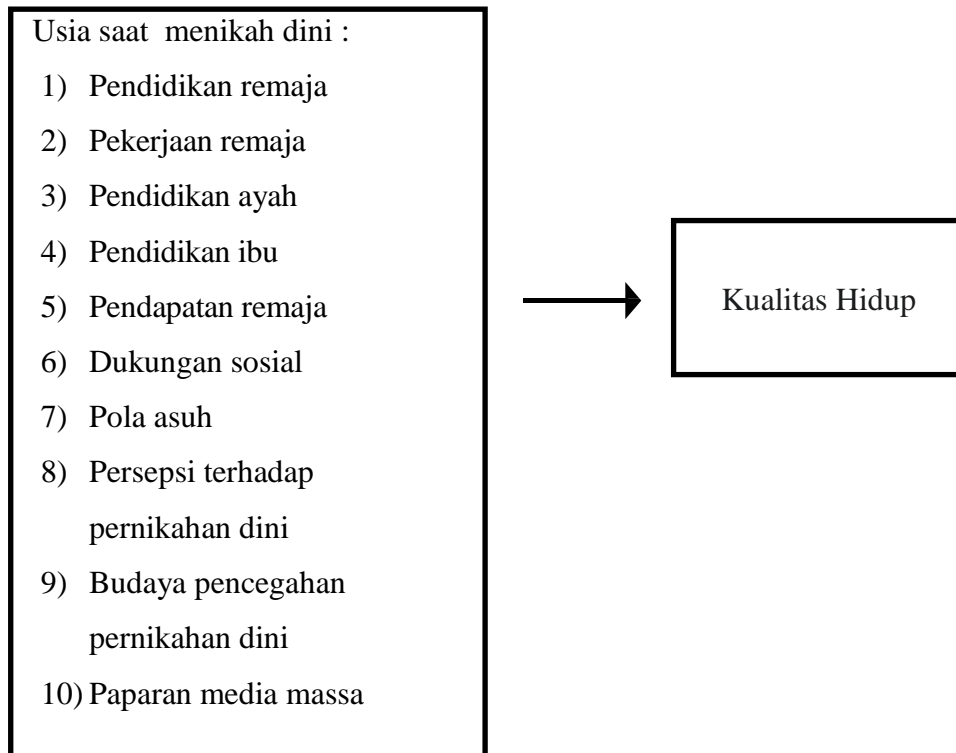 Usia saat menikah dini :
1) Pendidikan remaja
2) Pekerjaan remaja
3) Pendidikan ayah
4) Pendidikan ibu
5) Pendapatan remaja
6) Dukungan sosial
7) Pola asuh
8) Persepsi terhadap
pernikahan dini
9) Budaya pencegahan
pernikahan dini
10) Paparan media massa
Kualitas Hidup